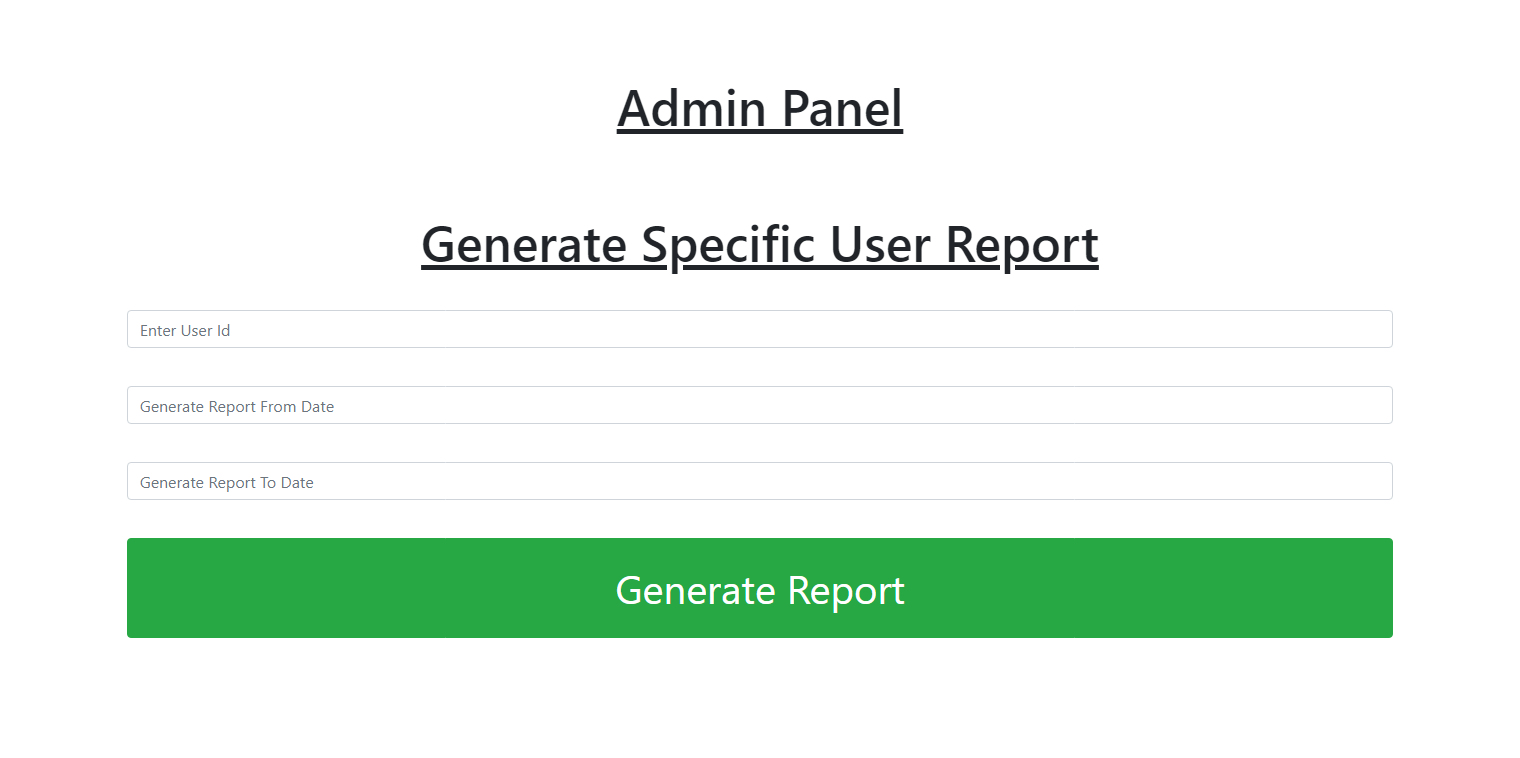 Admin Panel
Generate Specific User Report
Enter User Id
Generate Report From Date
Generate Report To Date
Generate Report